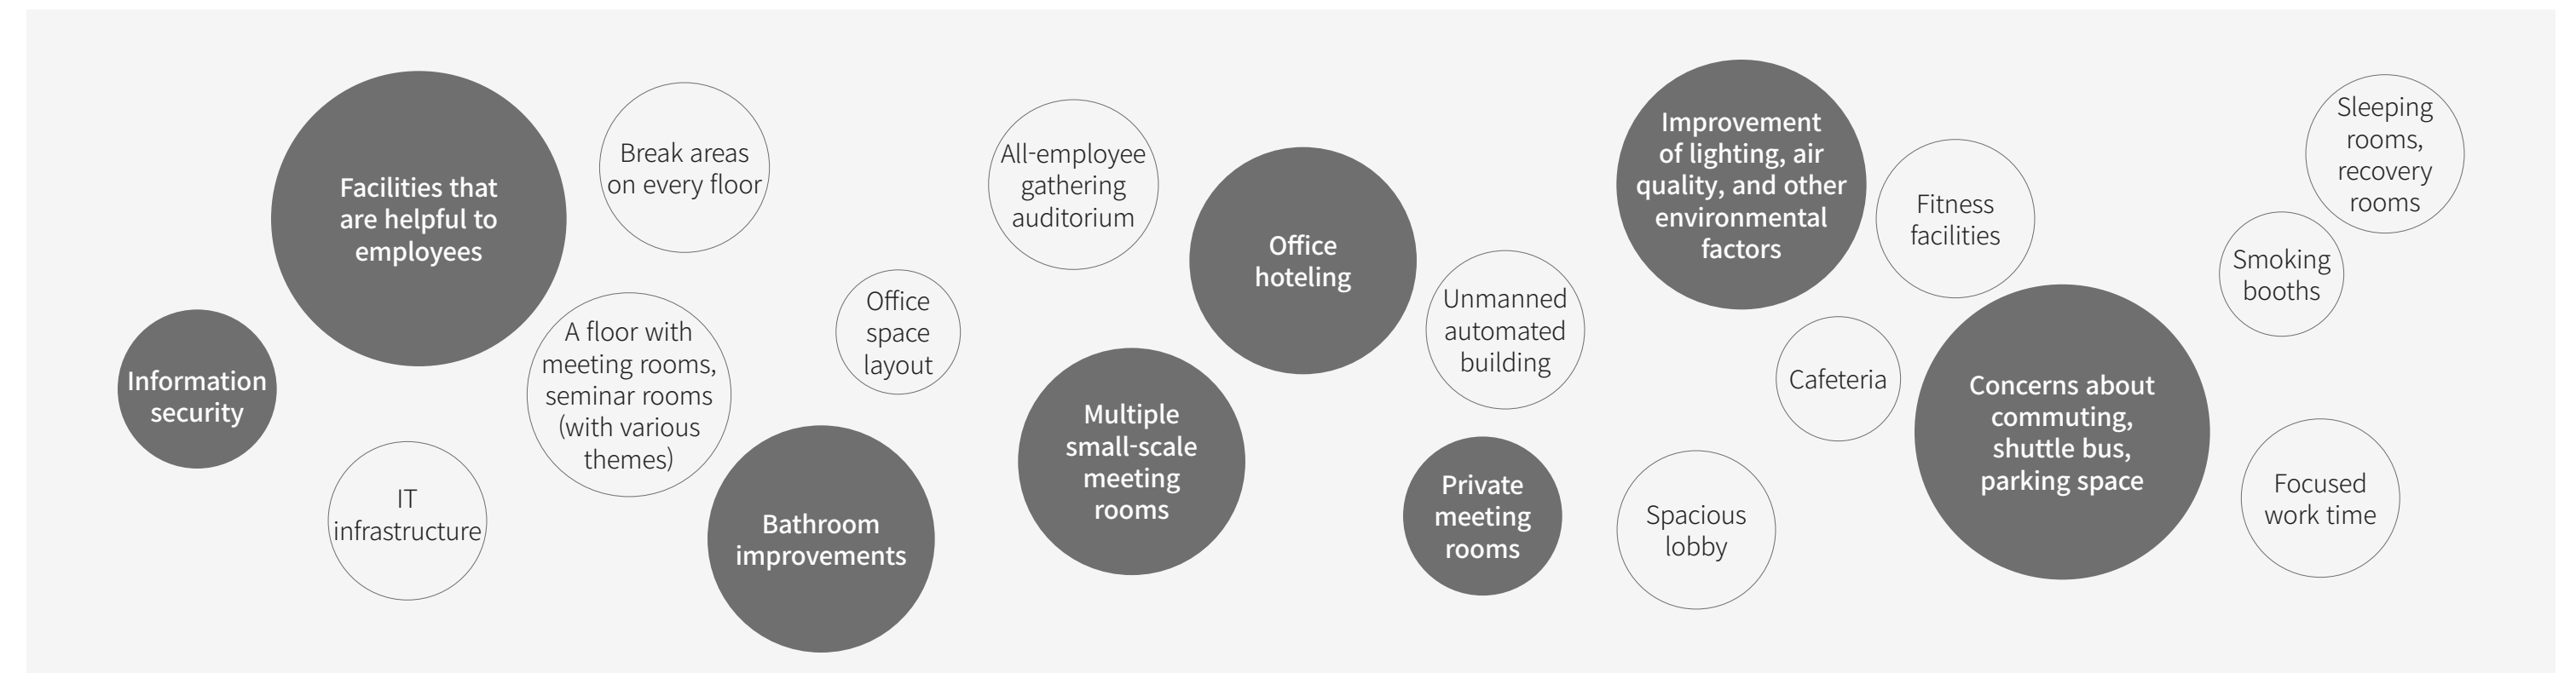 Facilities that
are helpful to
employees
Information
security
IT
infrastructure
Break areas
on every floor
A floor with
meeting rooms,
seminar rooms
(with various
themes)
Bathroom
improvements
Office
space
layout
All-employee
gathering
auditorium
Multiple
small-scale
meeting
rooms
Office
hoteling
Unmanned
automated
building
Private
meeting
rooms
Improvement
of lighting, air
quality, and other
environmental
factors
Spacious
lobby
Cafeteria
Fitness
facilities
Concerns about
commuting,
shuttle bus,
parking space
Sleeping
rooms,
recovery
rooms
Smoking
booths
Focused
work time